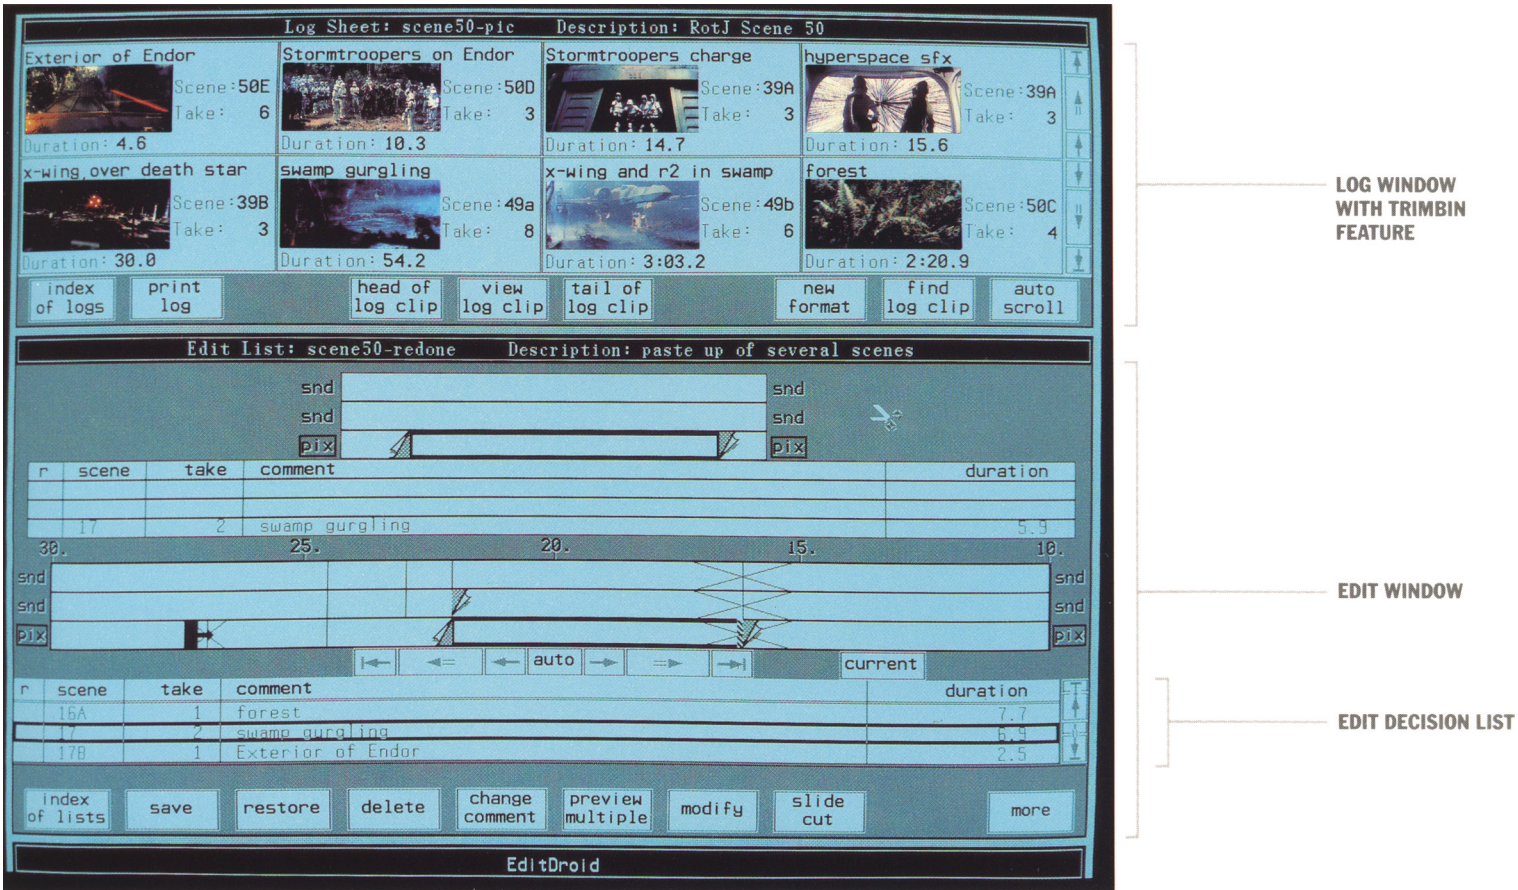 Log Sheet: scene50-pic Description: RotJ Scene 50
Exterior of Endor
Scene:50E
Take: 6
Duration: 4.6
Stormtroopers on Endor
Scene:50D
Take: 3
Duration: 10.3
Stormtroopers charge
Scene:39A
Take: 3
Duration: 14.7
hyperspace sfx
Scene:39A
Take: 3
Duration: 15.6
x-wing over death star
Scene:39B
Take: 3
Duration: 30.0
swamp gurgling
Scene:49a
Take: 8
Duration: 54.2
x-wing and r2 in swamp
Scene:49b
Take: 6
Duration: 3:03.2
forest
Scene:50C
Take: 4
Duration: 2:20.9
index
of logs
print
log
head of
log clip
view
log clip
tail of
log clip
new
format
find
log clip
auto
scroll
LOG WINDOW
WITH TRIMBIN
FEATURE
Edit List: scene50-redone Description: paste up of several scenes
snd snd
snd snd
pix pix
r scene take comment duration
17 2 swamp gurgling 5.9
30. 25. 20. 15. 10.
snd snd
snd snd
pix pix
auto
current
EDIT WINDOW
r scene take comment duration
16A 1 forest 7.7
17 2 swamp gurgling 6.9
17B 1 Exterior of Endor 2.5
EDIT DECISION LIST
index
of lists
save
restore
delete
change
comment
preview
multiple
modify
slide
cut
more
EditDroid